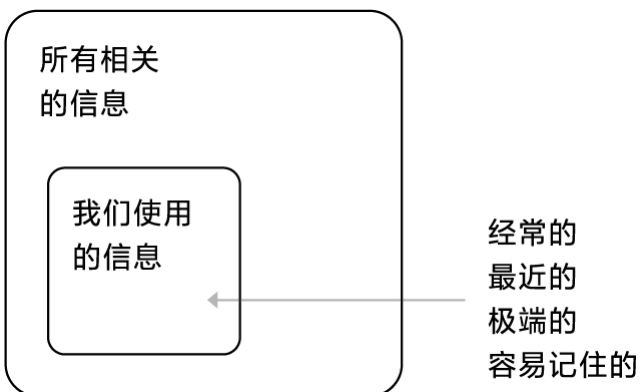 所有相关
的信息
我们使用
的信息
经常的
最近的
极端的
容易记住的